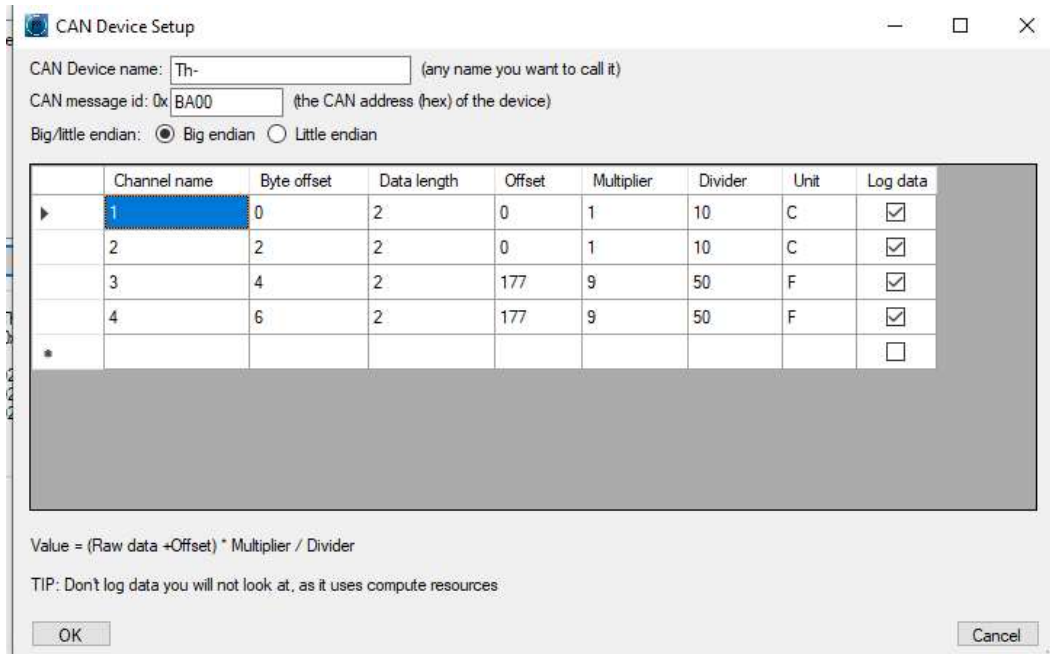 CAN Device Setup
CAN Device name: Th- (any name you want to call it)
CAN message id: 0x BA00 (the CAN address (hex) of the device)
Big/little endian: Big endian Little endian
Channel name Byte offset Data length Offset Multiplier Divider Unit Log data
1 0 2 0 1 10 C
2 2 2 0 1 10 C
3 4 2 177 9 50 F
4 6 2 177 9 50 F
Value = (Raw data +Offset) * Multiplier / Divider
TIP: Don't log data you will not look at, as it uses compute resources
OK Cancel